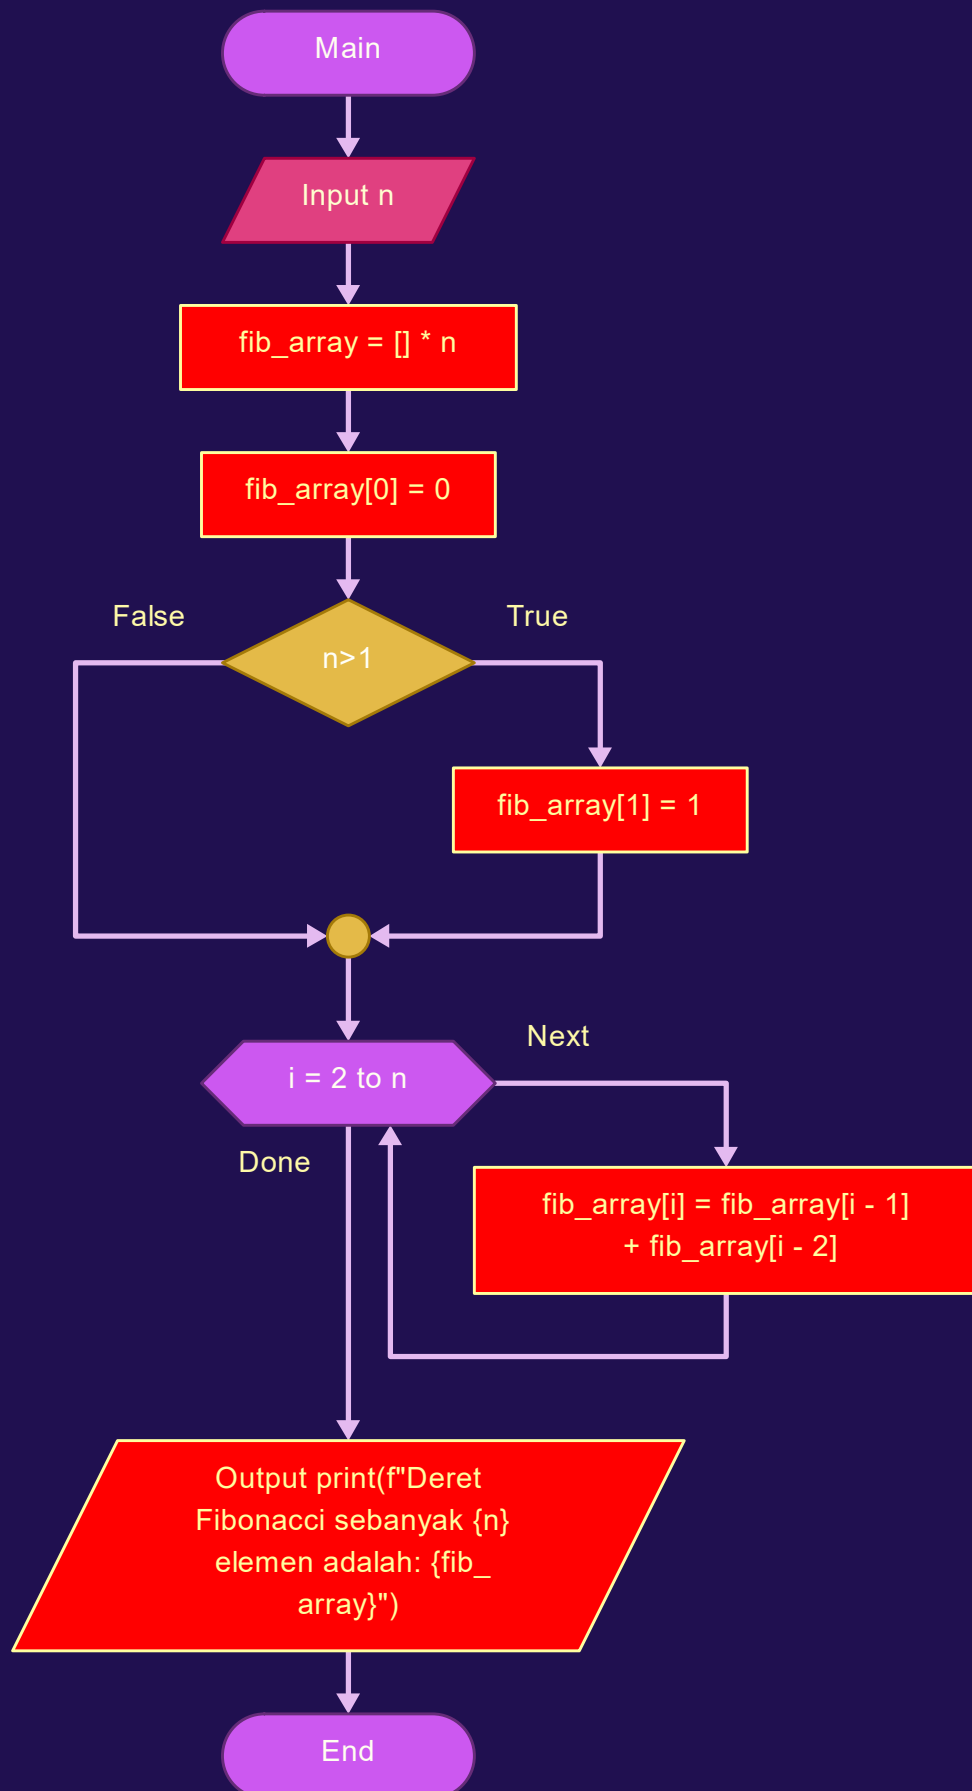 Main
Input n
fib_array = [] * n
fib_array[0] = 0
False
True
n>1
fib_array[1] = 1
Next
i = 2 to n
Done
fib_array[i] = fib_array[i - 1]
+ fib_array[i - 2]
Output print(f"Deret
Fibonacci sebanyak {n}
elemen adalah: {fib_
array}")
End